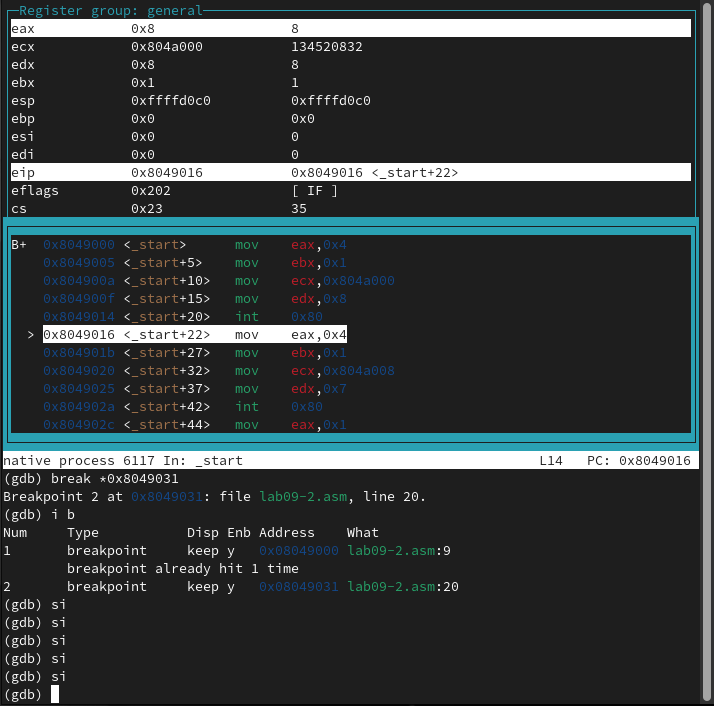 Register group: general
eax 0x8 8
ecx 0x804a000 134520832
edx 0x8 8
ebx 0x1 1
esp 0xffffd0c0 0xffffd0c0
ebp 0x0 0x0
esi 0x0 0
edi 0x0 0
eip 0x8049016 0x8049016 <_start+22>
eflags 0x202 [ IF ]
cs 0x23 35
B+ 0x8049000 <_start> mov eax,0x4
0x8049005 <_start+5> mov ebx,0x1
0x804900a <_start+10> mov ecx,0x804a000
0x804900f <_start+15> mov edx,0x8
0x8049014 <_start+20> int 0x80
> 0x8049016 <_start+22> mov eax,0x4
0x804901b <_start+27> mov ebx,0x1
0x8049020 <_start+32> mov ecx,0x804a008
0x8049025 <_start+37> mov edx,0x7
0x804902a <_start+42> int 0x80
0x804902c <_start+44> mov eax,0x1
native process 6117 In: _start L14 PC: 0x8049016
(gdb) break *0x8049031
Breakpoint 2 at 0x8049031: file lab09-2.asm, line 20.
(gdb) i b
Num Type Disp Enb Address What
1 breakpoint keep y 0x08049000 lab09-2.asm:9
breakpoint already hit 1 time
2 breakpoint keep y 0x08049031 lab09-2.asm:20
(gdb) si
(gdb) si
(gdb) si
(gdb) si
(gdb) si
(gdb)